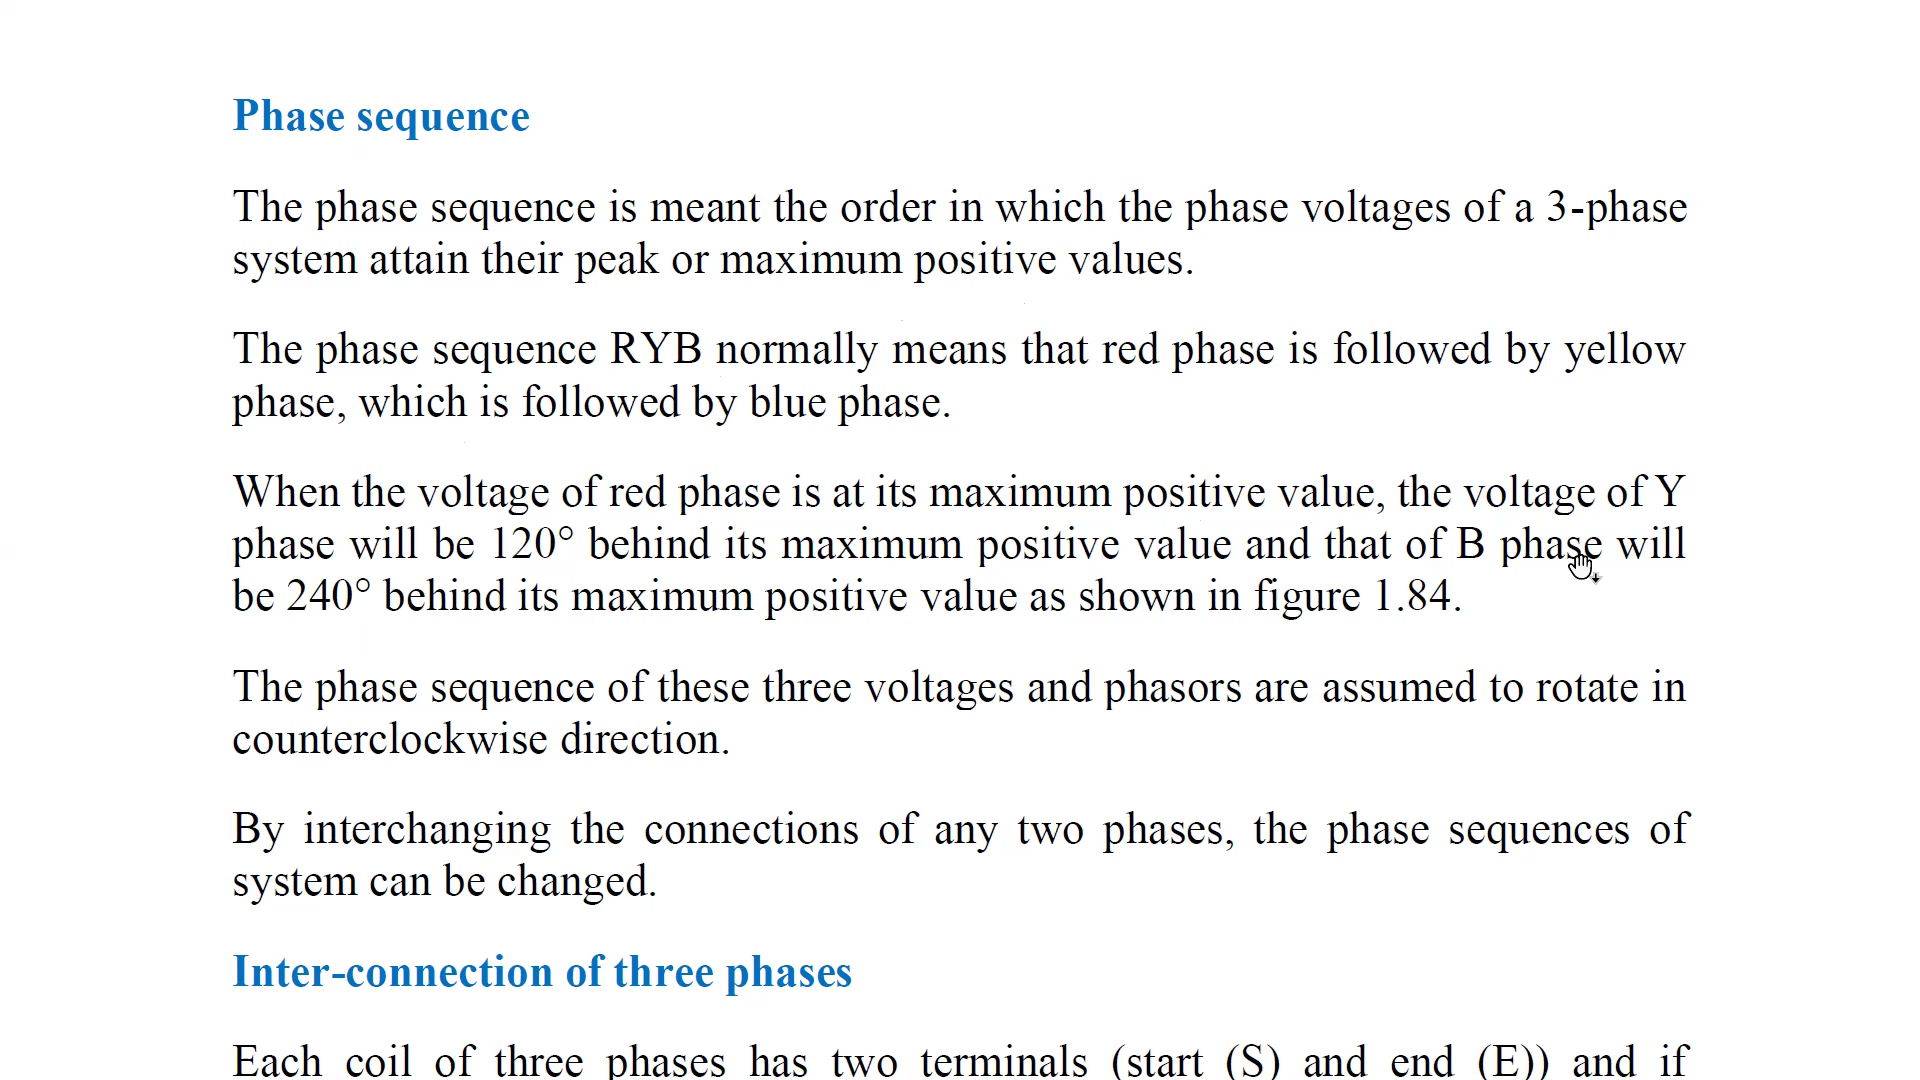 Phase sequence
The phase sequence is meant the order in which the phase voltages of a 3-phase
system attain their peak or maximum positive values.
The phase sequence RYB normally means that red phase is followed by yellow
phase, which is followed by blue phase.
When the voltage of red phase is at its maximum positive value, the voltage of Y
phase will be 120° behind its maximum positive value and that of B phase will
be 240° behind its maximum positive value as shown in figure 1.84.
The phase sequence of these three voltages and phasors are assumed to rotate in
counterclockwise direction.
By interchanging the connections of any two phases, the phase sequences of
system can be changed.
Inter-connection of three phases
Each coil of three phases has two terminals (start (S) and end (E)) and if